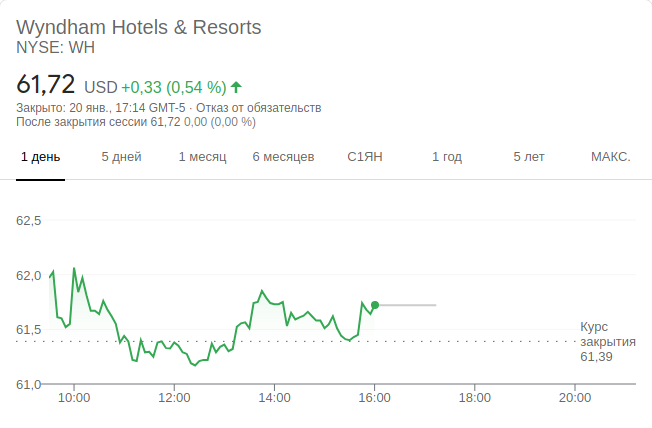 Wyndham Hotels & Resorts
NYSE: WH
61,72 USD +0,33 (0,54 %)
Закрыто: 20 янв., 17:14 GMT-5 · Отказ от обязательств
После закрытия сессии 61,72 0,00 (0,00 %)
1 день 5 дней 1 месяц 6 месяцев С1ЯН 1 год 5 лет МАКС.
62,5
62,0
61,5
Курс
закрытия
61,39
61,0
10:00 12:00 14:00 16:00 18:00 20:00